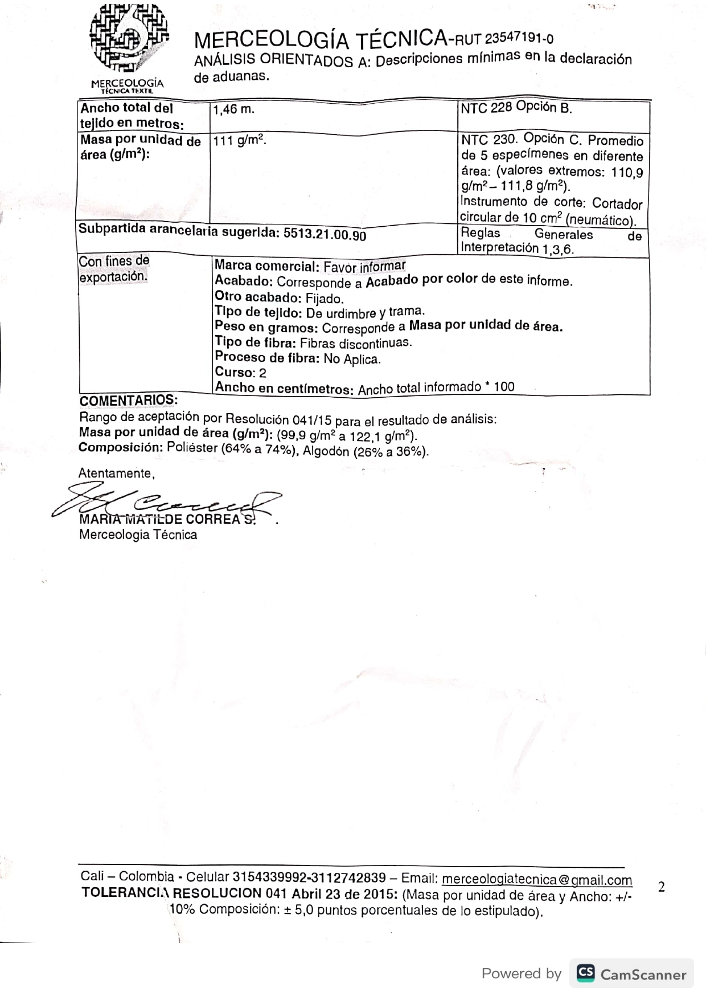 MERCEOLOGÍA
TÉCNICA TEXTIL
MERCEOLOGÍA TÉCNICA-RUT 23547191-0
ANÁLISIS ORIENTADOS A: Descripciones mínimas en la declaración
de aduanas.
Ancho total del
tejido en metros:
1,46 m.
NTC 228 Opción B.
Masa por unidad de
área (g/m²):
111 g/m².
NTC 230. Opción C. Promedio
de 5 especímenes en diferente
área: (valores extremos: 110,9
g/m² – 111,8 g/m²).
Instrumento de corte: Cortador
circular de 10 cm² (neumático).
Subpartida arancelaria sugerida: 5513.21.00.90
Reglas Generales de
Interpretación 1,3,6.
Con fines de
exportación.
Marca comercial: Favor informar
Acabado: Corresponde a Acabado por color de este informe.
Otro acabado: Fijado.
Tipo de tejido: De urdimbre y trama.
Peso en gramos: Corresponde a Masa por unidad de área.
Tipo de fibra: Fibras discontinuas.
Proceso de fibra: No Aplica.
Curso: 2
Ancho en centímetros: Ancho total informado * 100
COMENTARIOS:
Rango de aceptación por Resolución 041/15 para el resultado de análisis:
Masa por unidad de área (g/m²): (99,9 g/m² a 122,1 g/m²).
Composición: Poliéster (64% a 74%), Algodón (26% a 36%).
Atentamente,
MARIA MATILDE CORREA S.
Merceologia Técnica
Cali – Colombia - Celular 3154339992-3112742839 – Email: merceologiatecnica@gmail.com
TOLERANCIA RESOLUCION 041 Abril 23 de 2015: (Masa por unidad de área y Ancho: +/-
10% Composición: ± 5,0 puntos porcentuales de lo estipulado).
2
Powered by CS CamScanner